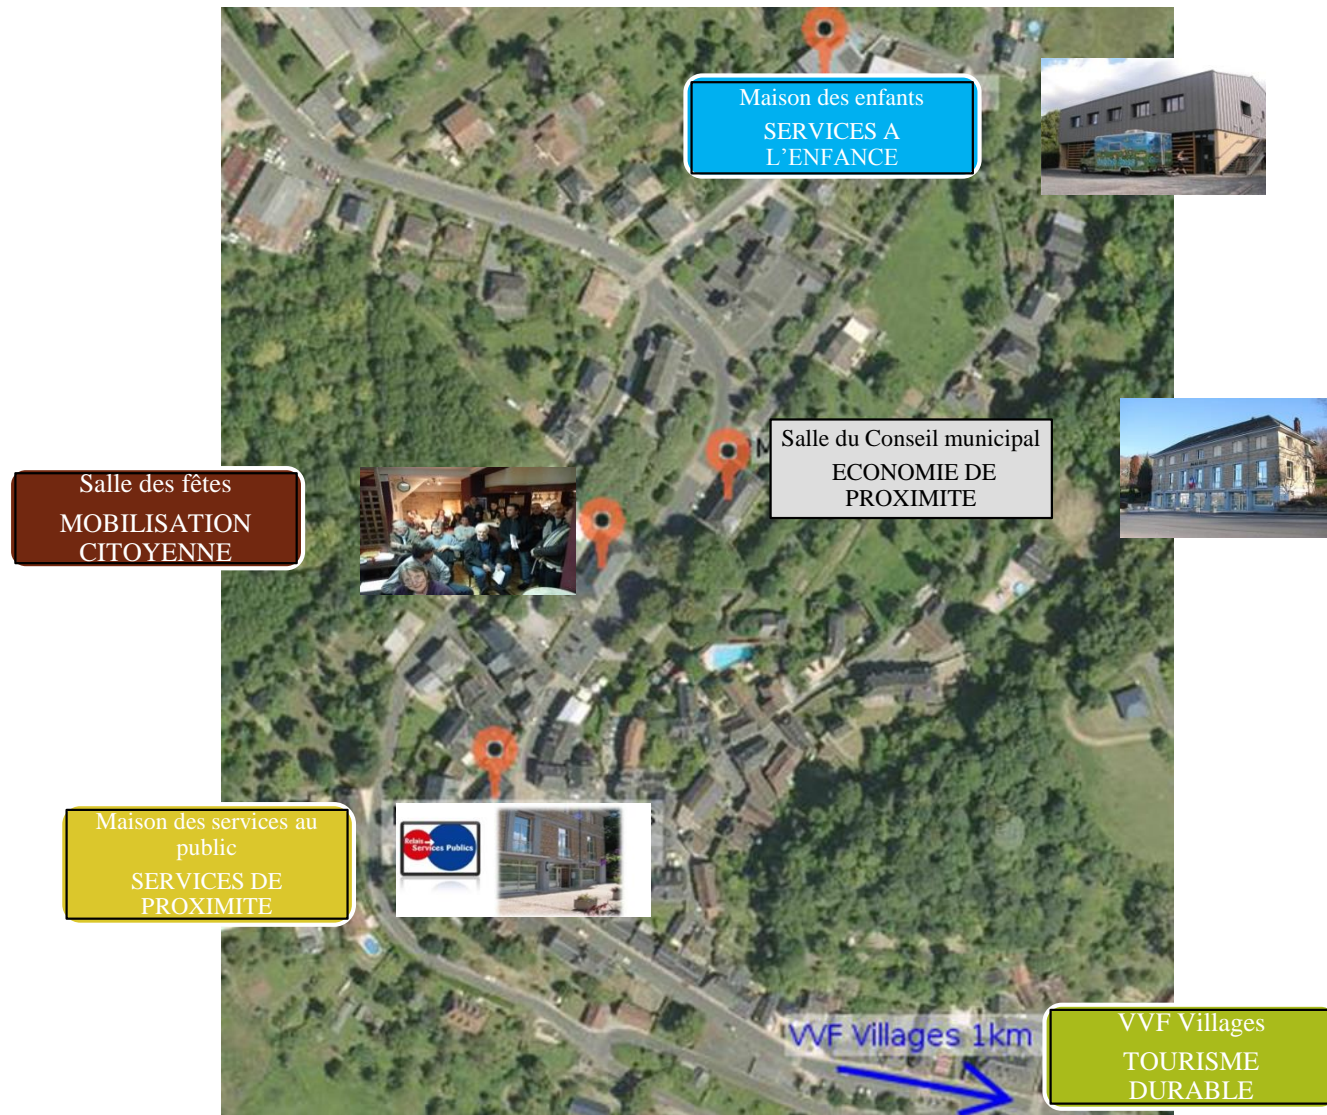 Maison des enfants
SERVICES A
L’ENFANCE
Salle du Conseil municipal
ECONOMIE DE
PROXIMITE
Salle des fêtes
MOBILISATION
CITOYENNE
Maison des services au
public
SERVICES DE
PROXIMITE
Relais
Services Publics
VVF Villages 1km
VVF Villages
TOURISME
DURABLE